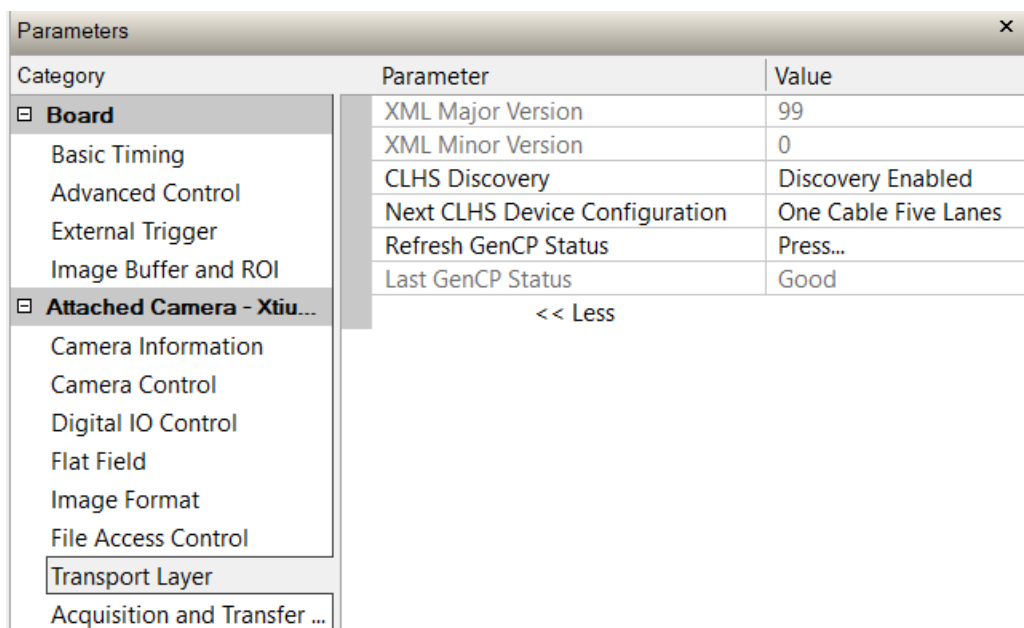 Parameters ×
Category Parameter Value
Board
Basic Timing
Advanced Control
External Trigger
Image Buffer and ROI
Attached Camera - Xtiu...
Camera Information
Camera Control
Digital IO Control
Flat Field
Image Format
File Access Control
Transport Layer
Acquisition and Transfer ...
XML Major Version 99
XML Minor Version 0
CLHS Discovery Discovery Enabled
Next CLHS Device Configuration One Cable Five Lanes
Refresh GenCP Status Press...
Last GenCP Status Good
<< Less